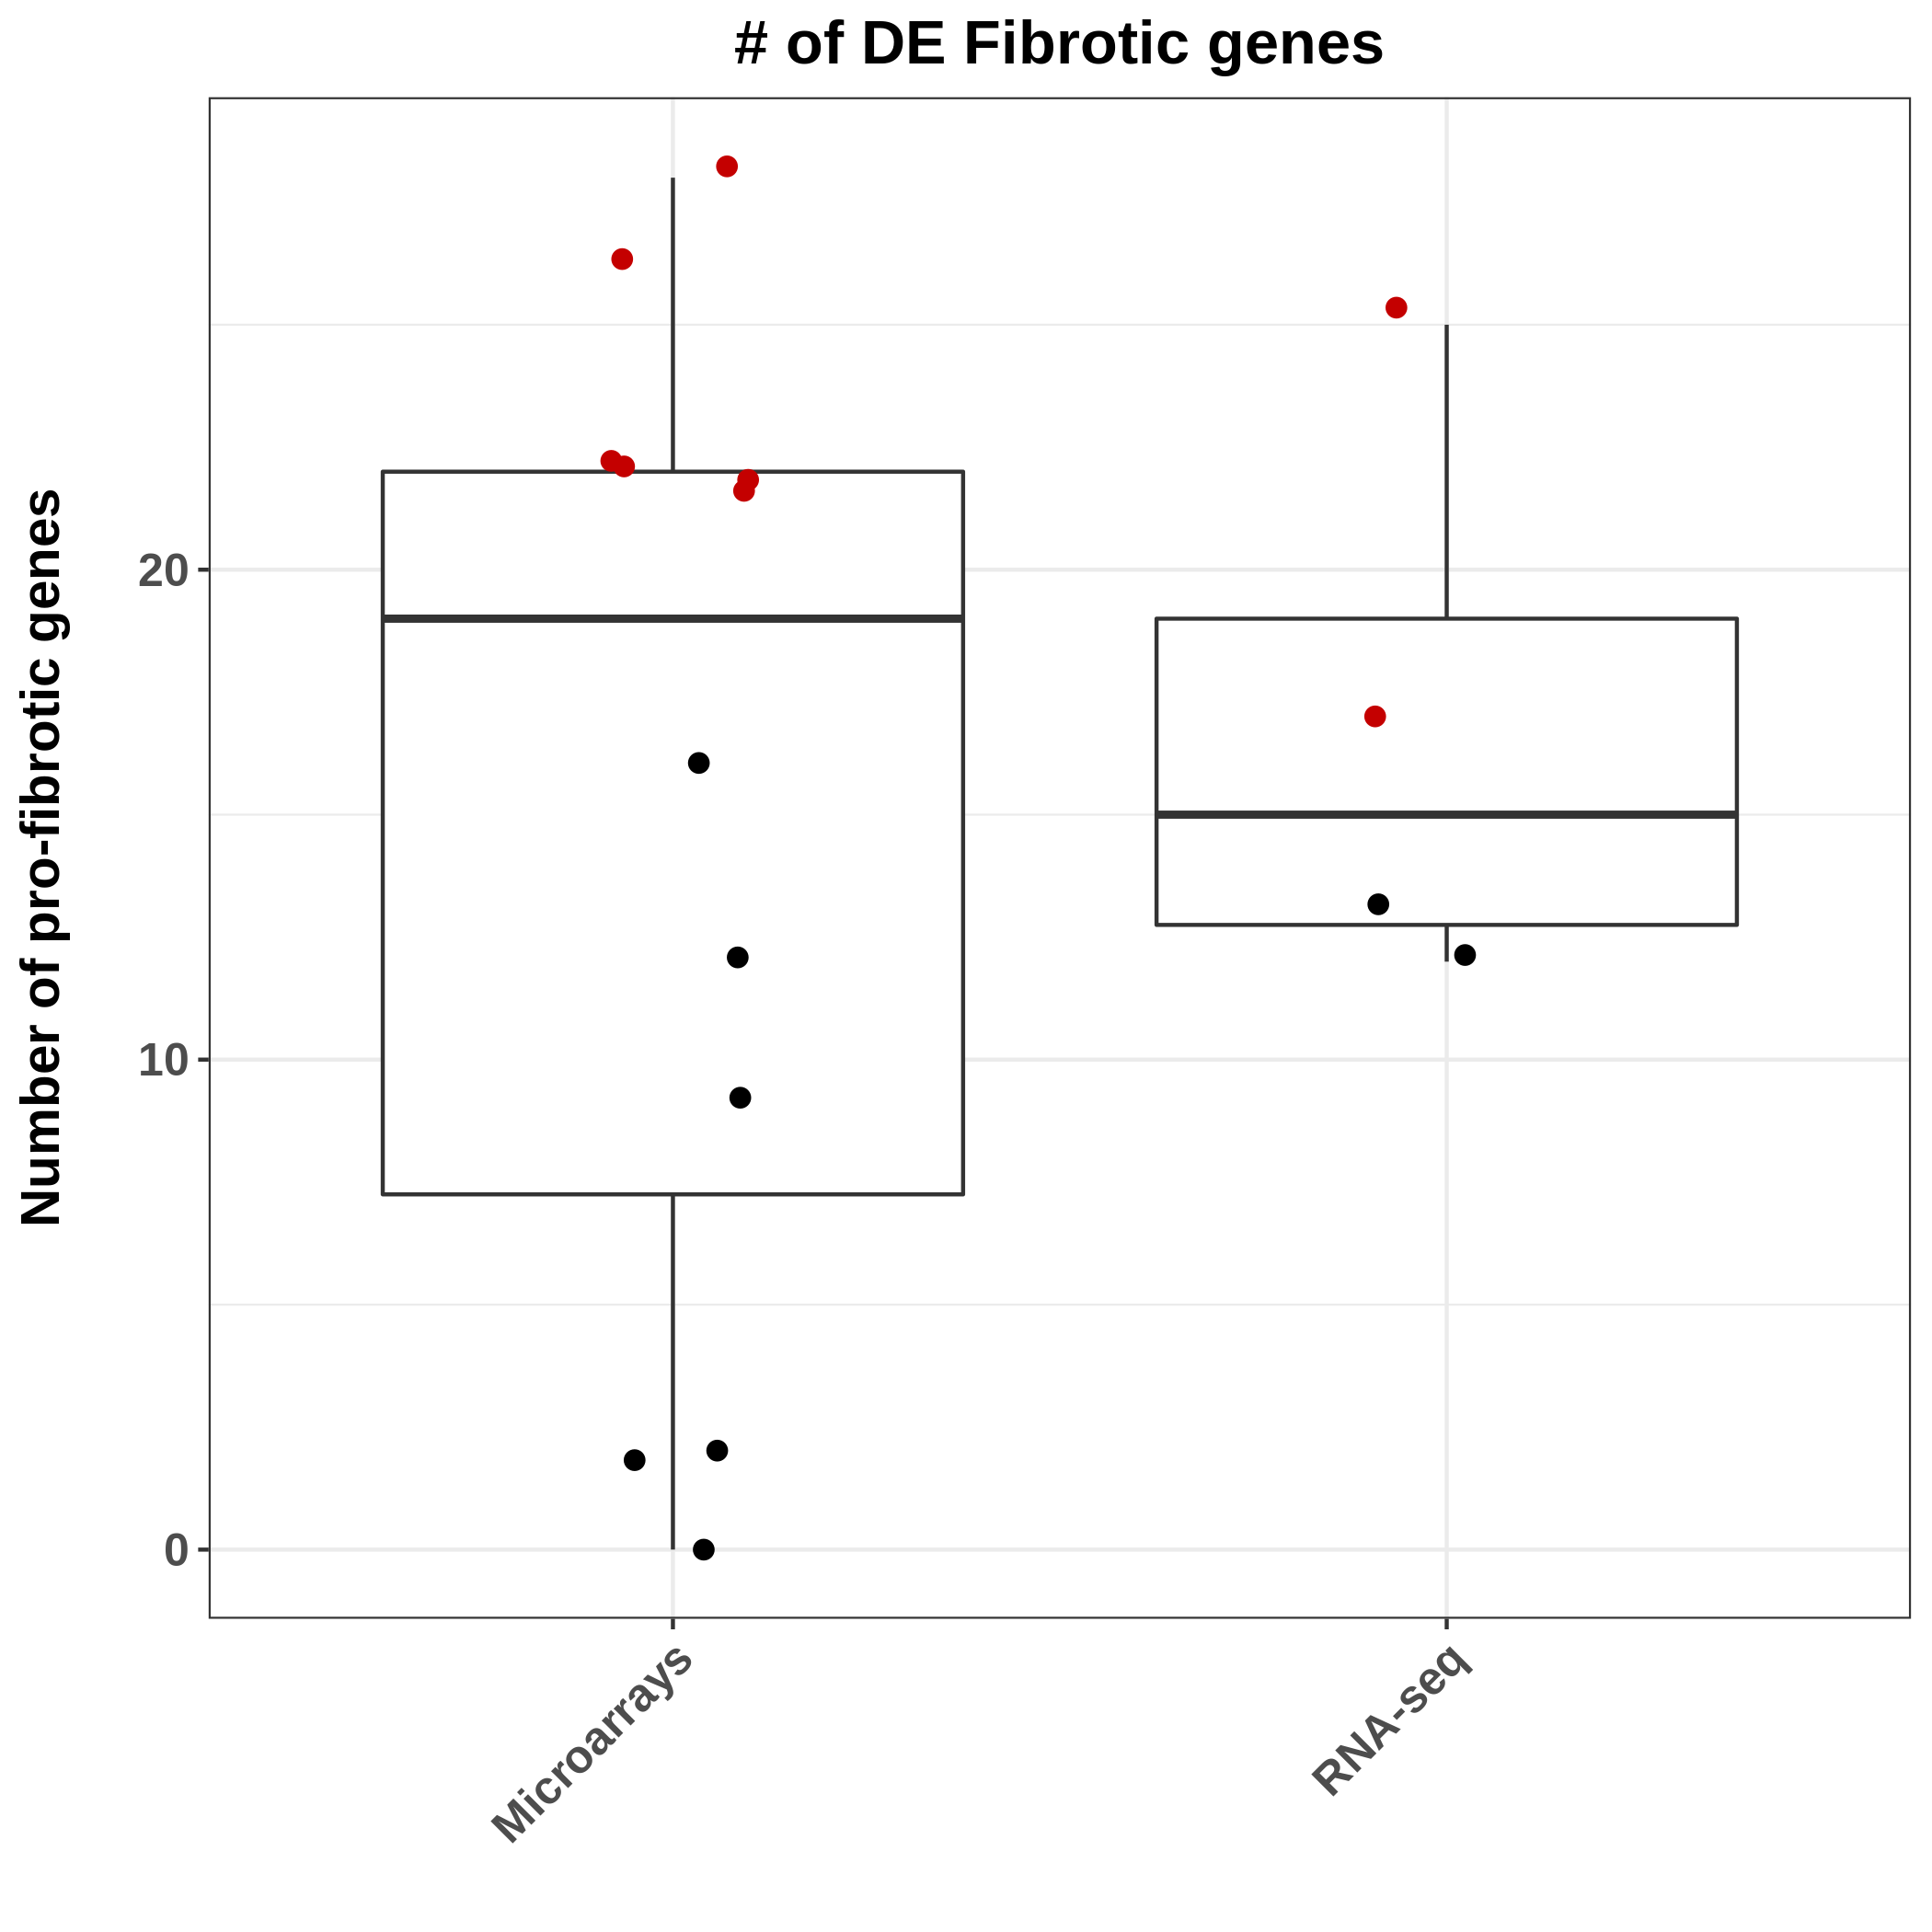 # of DE Fibrotic genes
Number of pro-fibrotic genes
20
10
0
Microarrays
RNA-seq